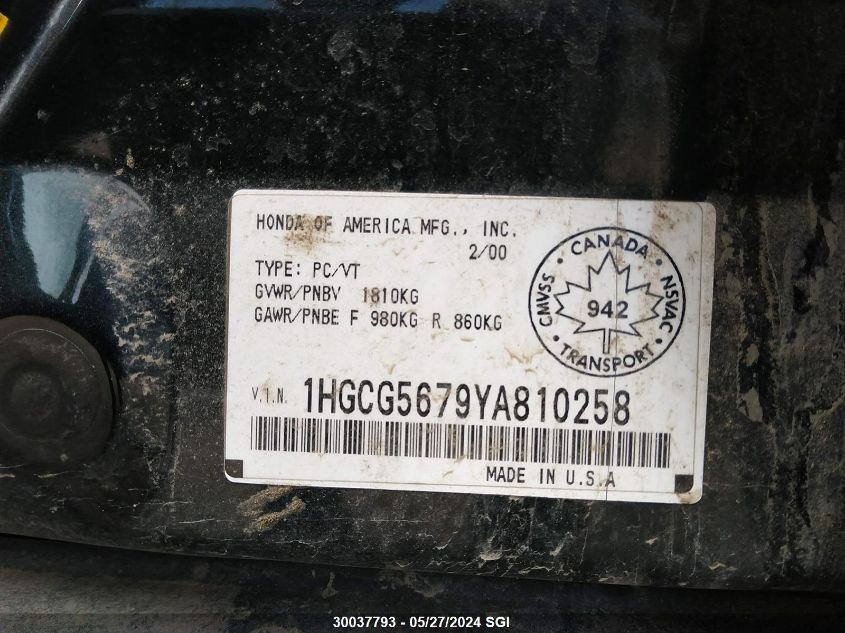 HONDA OF AMERICA MFG., INC.
2/00
TYPE: PC/VT
GVWR/PNBV 1810KG
GAWR/PNBE F 980KG R 860KG
CANADA
CMVSS
NSVAC
942
TRANSPORT
V.I.N. 1HGCG5679YA810258
MADE IN U.S.A
30037793 - 05/27/2024 SGI